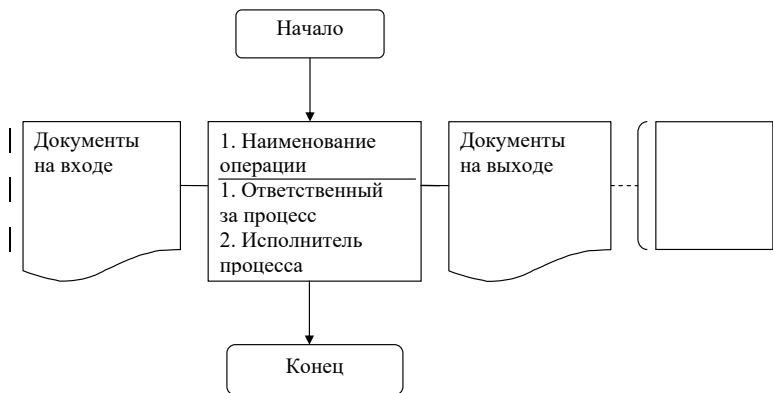 Начало
Документы
на входе
1. Наименование
операции
1. Ответственный
за процесс
2. Исполнитель
процесса
Документы
на выходе
Конец